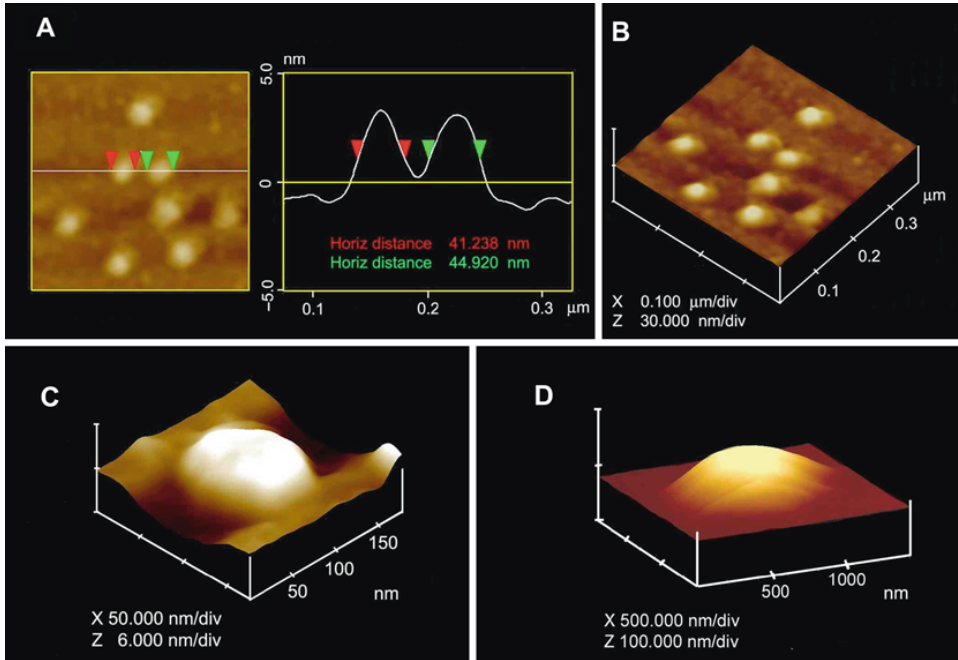 A
nm
5.0
0
−5.0
Horiz distance 41.238 nm
Horiz distance 44.920 nm
0.1 0.2 0.3 μm
B
μm
0.3
0.2
0.1
X 0.100 μm/div
Z 30.000 nm/div
C
150
100
50 nm
X 50.000 nm/div
Z 6.000 nm/div
D
500 1000
nm
X 500.000 nm/div
Z 100.000 nm/div